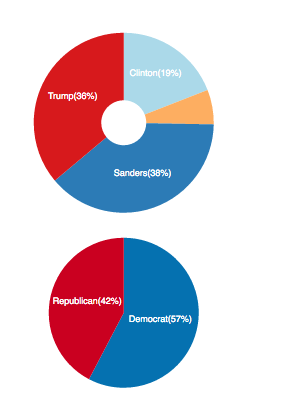 Clinton(19%)
Trump(36%)
Sanders(38%)
Republican(42%)
Democrat(57%)